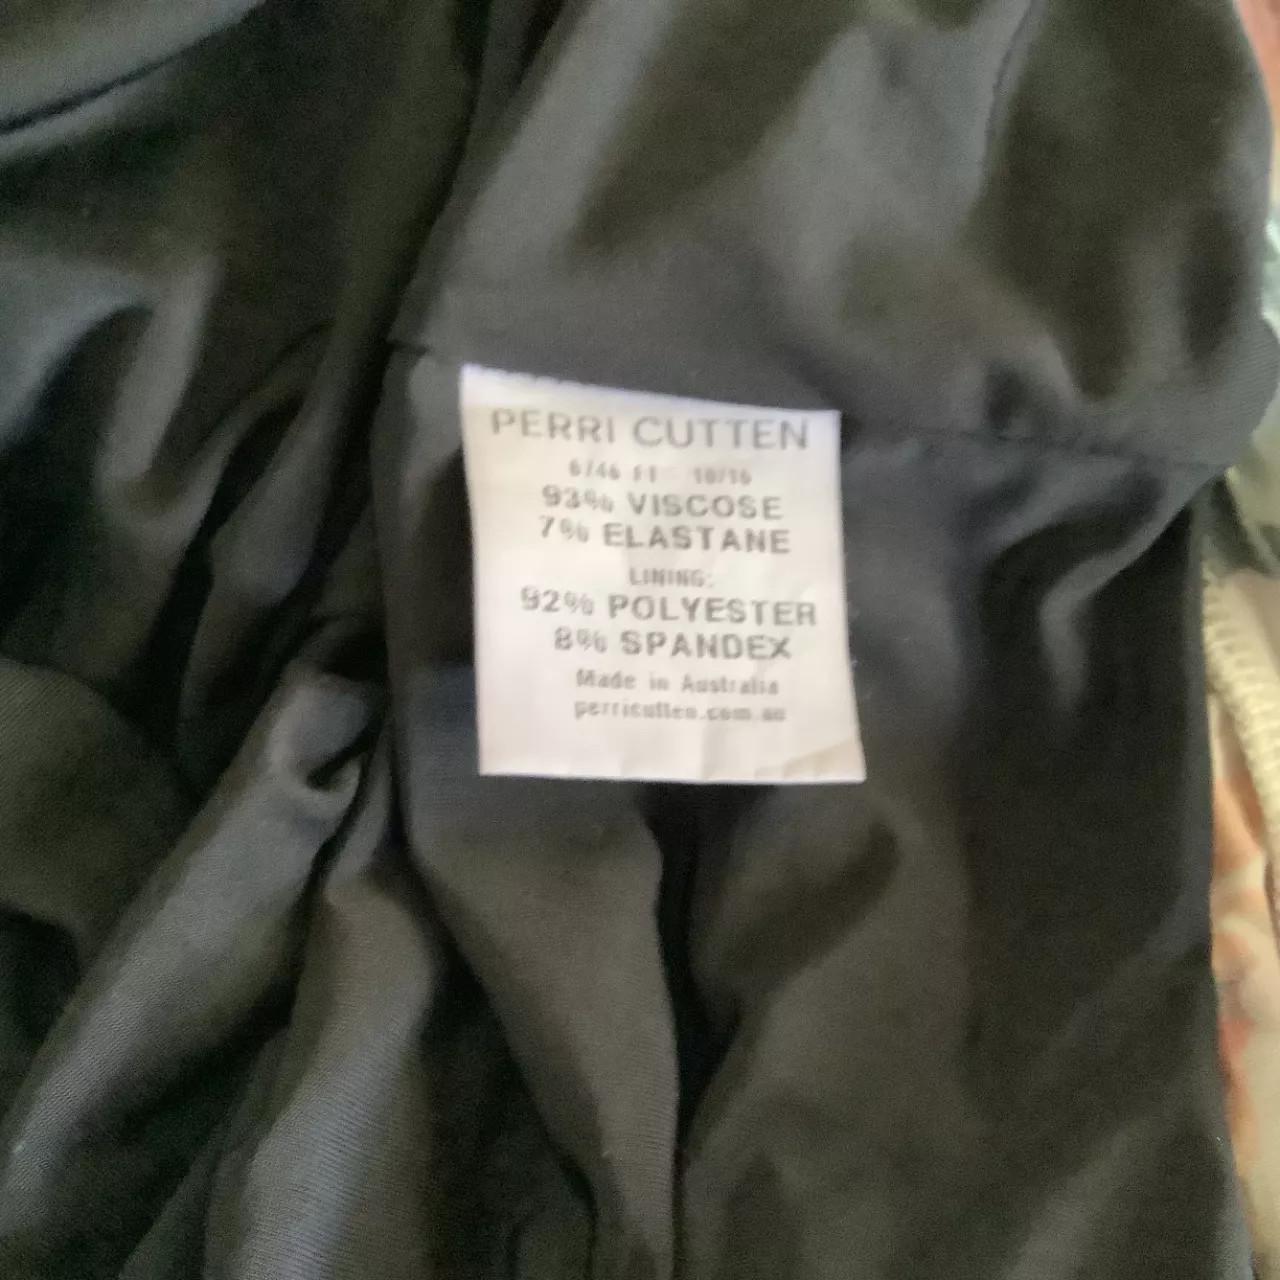 PERRI CUTTEN
93% VISCOSE
7% ELASTANE
LINING:
92% POLYESTER
8% SPANDEX
Made in Australia
perricutten.com.au